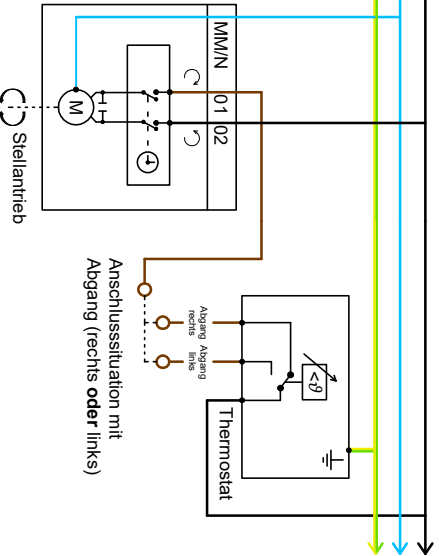 MM/N 01 02
M
Stellantrieb
Anschlusssituation mit
Abgang (rechts oder links)
Abgang
rechts
Abgang
links
<ϑ
Thermostat